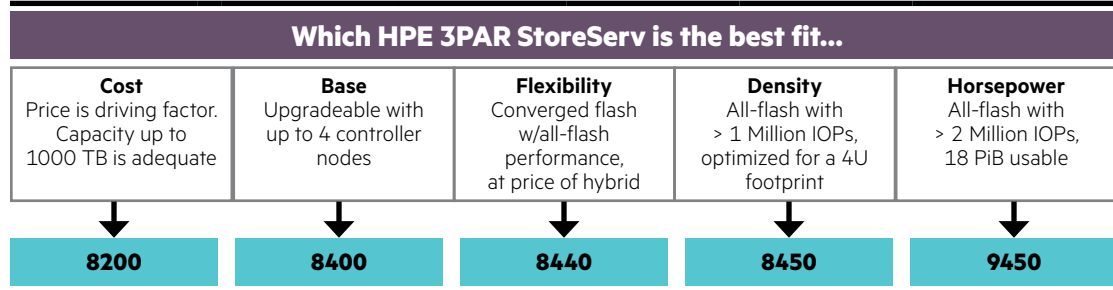 Which HPE 3PAR StoreServ is the best fit...
Cost
Price is driving factor.
Capacity up to
1000 TB is adequate
Base
Upgradeable with
up to 4 controller
nodes
Flexibility
Converged flash
w/all-flash
performance,
at price of hybrid
Density
All-flash with
> 1 Million IOPs,
optimized for a 4U
footprint
Horsepower
All-flash with
> 2 Million IOPs,
18 PiB usable
8200
8400
8440
8450
9450